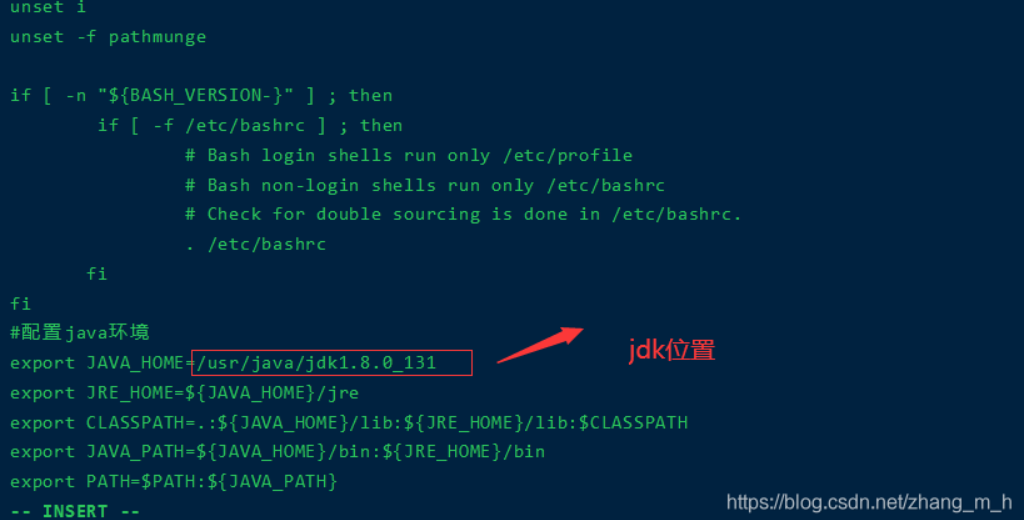 unset i
unset -f pathmunge
if [ -n "${BASH_VERSION-}" ] ; then
if [ -f /etc/bashrc ] ; then
# Bash login shells run only /etc/profile
# Bash non-login shells run only /etc/bashrc
# Check for double sourcing is done in /etc/bashrc.
. /etc/bashrc
fi
fi
#配置java环境
export JAVA_HOME=/usr/java/jdk1.8.0_131
jdk位置
export JRE_HOME=${JAVA_HOME}/jre
export CLASSPATH=.:${JAVA_HOME}/lib:${JRE_HOME}/lib:$CLASSPATH
export JAVA_PATH=${JAVA_HOME}/bin:${JRE_HOME}/bin
export PATH=$PATH:${JAVA_PATH}
-- INSERT --
https://blog.csdn.net/zhang_m_h